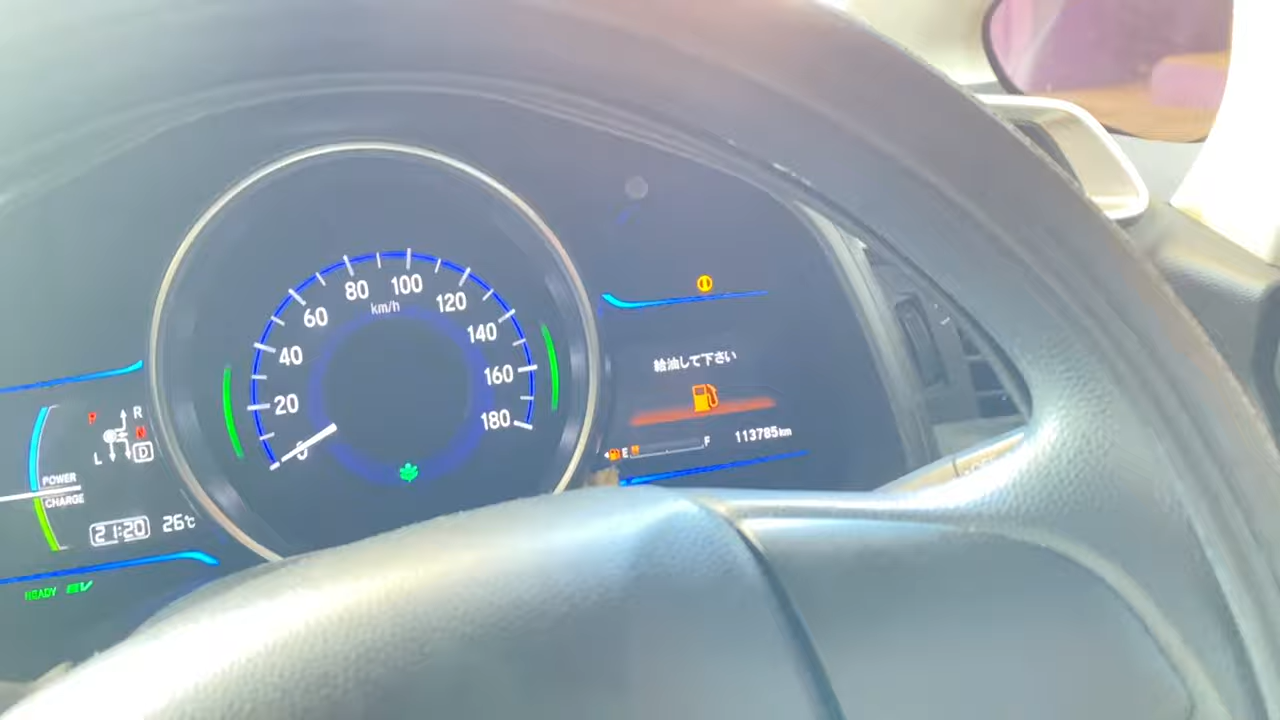 0
20
40
60
80
100
120
140
160
180
km/h
P
R
N
D
L
POWER
CHARGE
21:20 26℃
READY EV
給油して下さい
E F
113785km